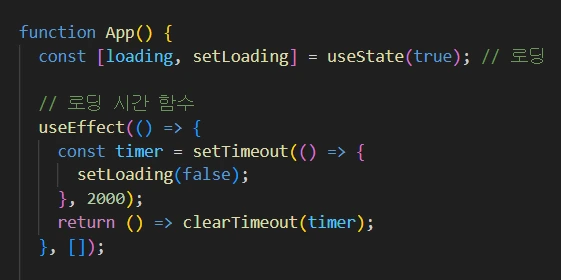 function App() {
const [loading, setLoading] = useState(true); // 로딩
// 로딩 시간 함수
useEffect(() => {
const timer = setTimeout(() => {
setLoading(false);
}, 2000);
return () => clearTimeout(timer);
}, []);